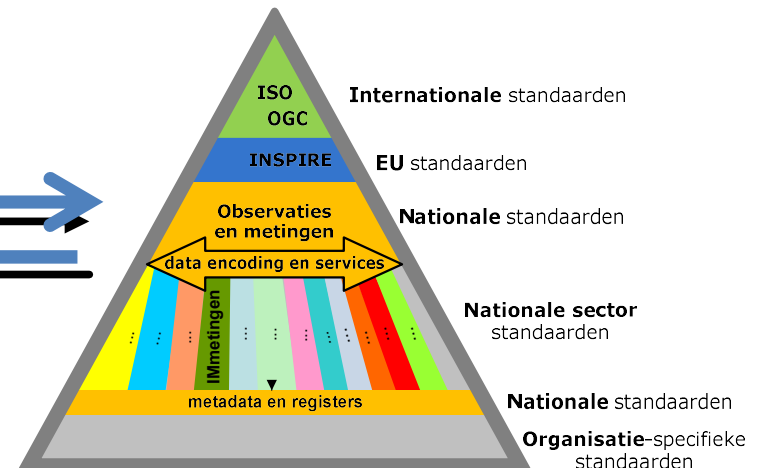 ISO
OGC
Internationale standaarden
INSPIRE
EU standaarden
Observaties
en metingen
Nationale standaarden
data encoding en services
IMmetingen
... ... ... ... ... ... ... ... ... ... ...
Nationale sector
standaarden
metadata en registers
Nationale standaarden
Organisatie-specifieke
standaarden